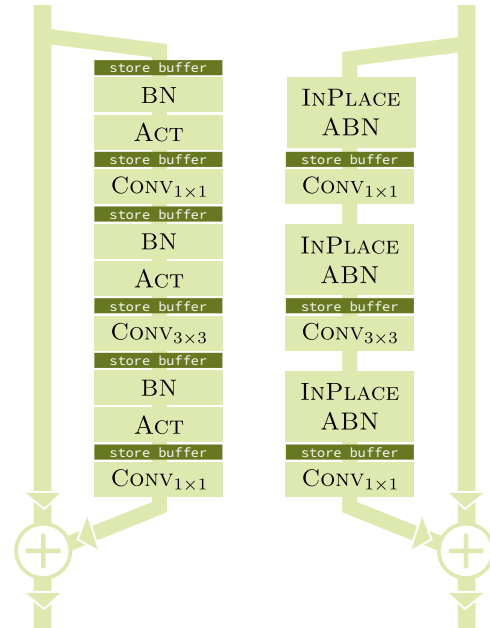 store buffer
BN
ACT
store buffer
CONV1×1
store buffer
BN
ACT
store buffer
CONV3×3
store buffer
BN
ACT
store buffer
CONV1×1
INPLACE
ABN
store buffer
CONV1×1
INPLACE
ABN
store buffer
CONV3×3
INPLACE
ABN
store buffer
CONV1×1